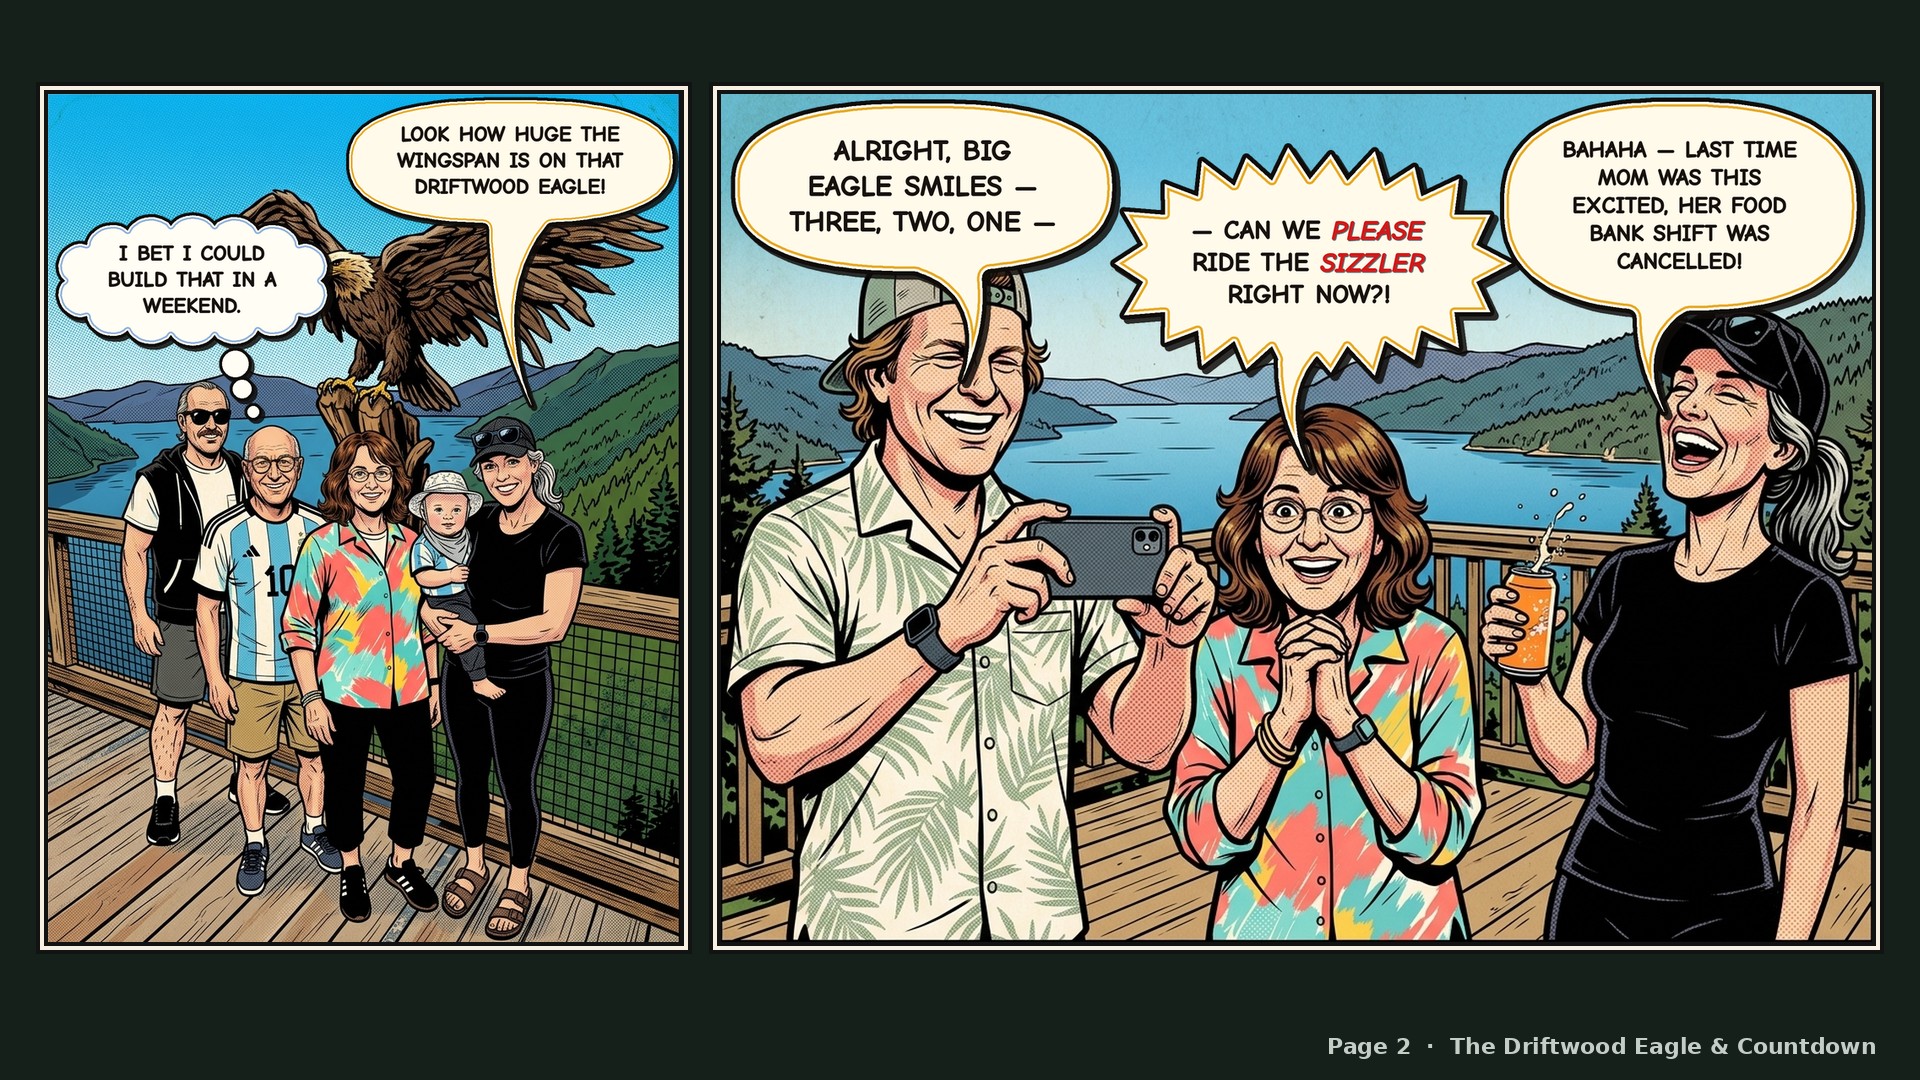 LOOK HOW HUGE THE
WINGSPAN IS ON THAT
DRIFTWOOD EAGLE!
I BET I COULD
BUILD THAT IN A
WEEKEND.
10
ALRIGHT, BIG
EAGLE SMILES —
THREE, TWO, ONE —
— CAN WE PLEASE
RIDE THE SIZZLER
RIGHT NOW?!
BAHAHA — LAST TIME
MOM WAS THIS
EXCITED, HER FOOD
BANK SHIFT WAS
CANCELLED!
Page 2 · The Driftwood Eagle & Countdown